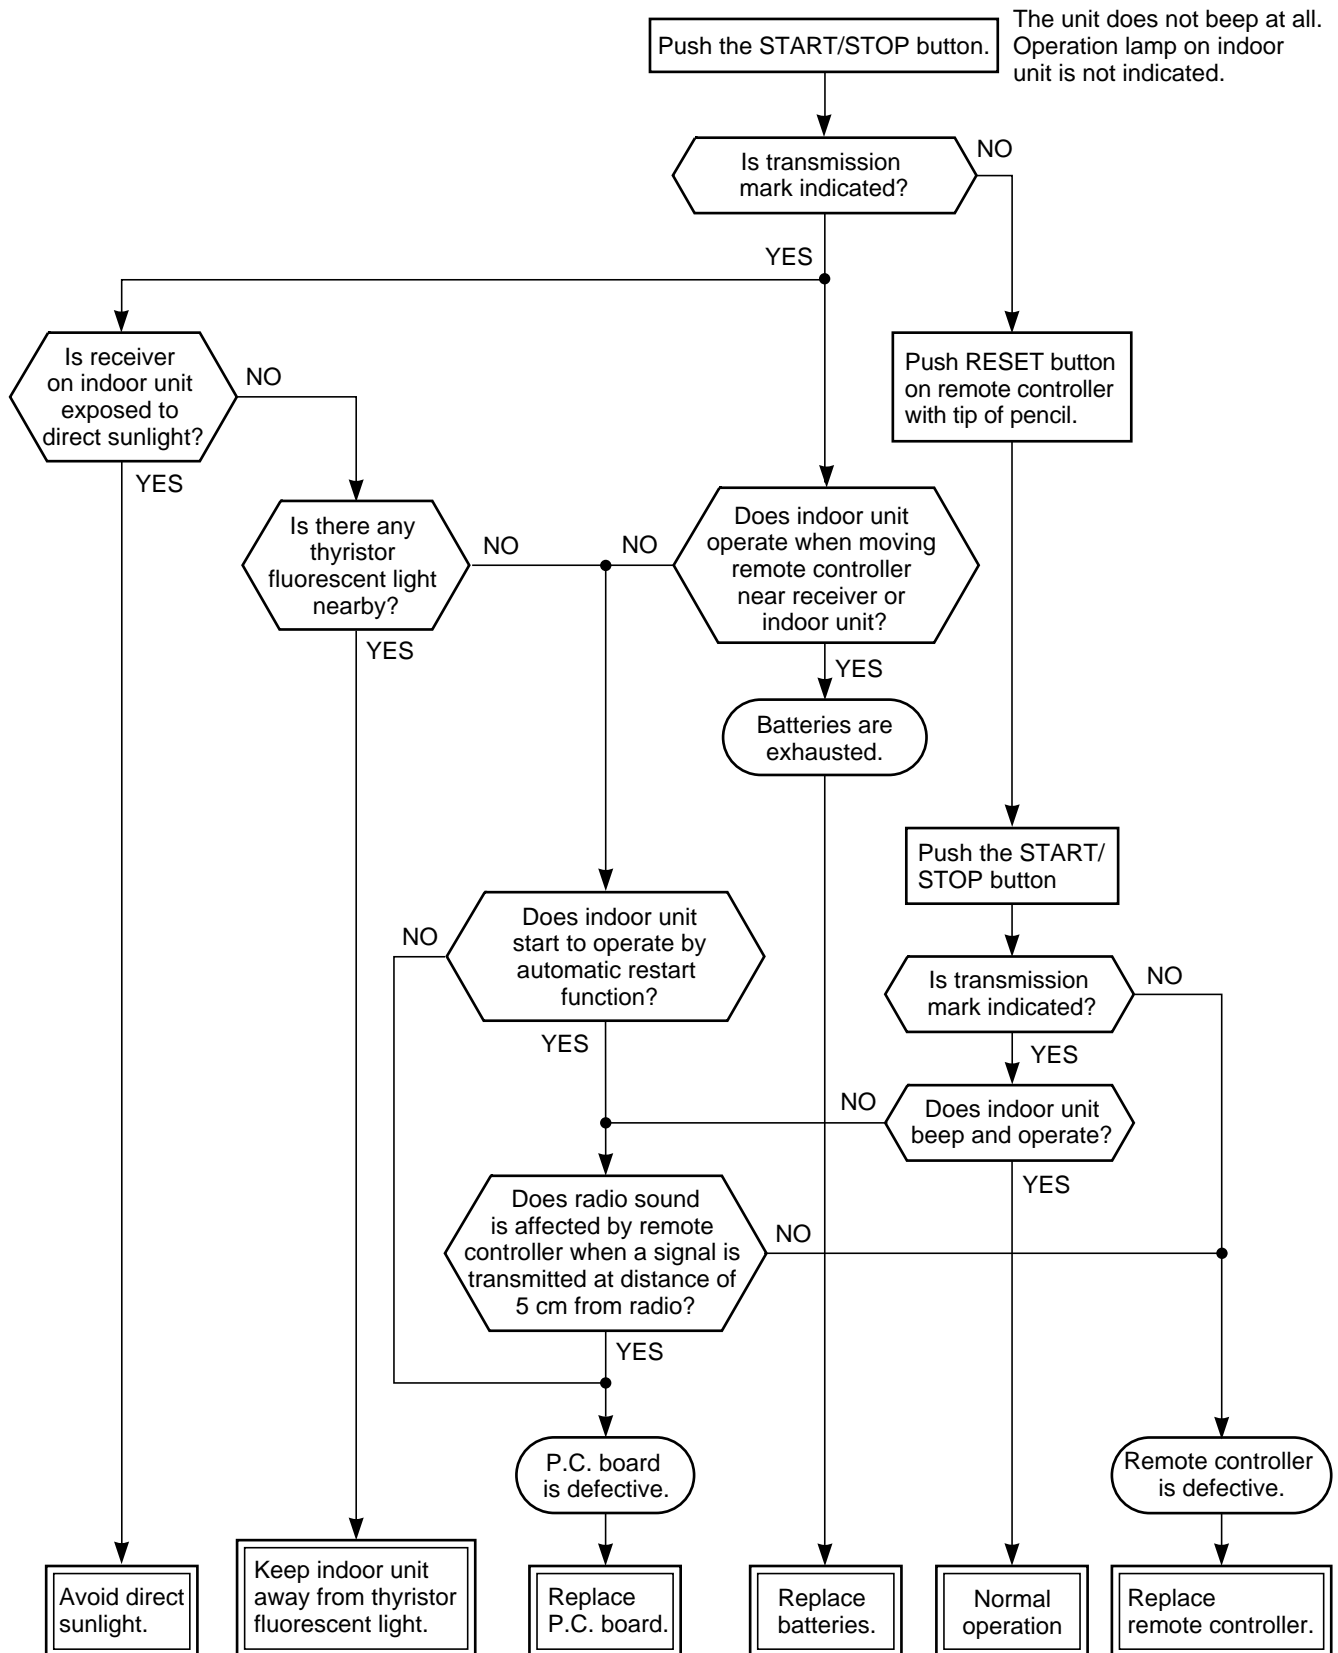 Push the START/STOP button.
The unit does not beep at all.
Operation lamp on indoor
unit is not indicated.
Is transmission
mark indicated?
NO
YES
Is receiver
on indoor unit
exposed to
direct sunlight?
NO
YES
Push RESET button
on remote controller
with tip of pencil.
Is there any
thyristor
fluorescent light
nearby?
NO
YES
NO
Does indoor unit
operate when moving
remote controller
near receiver or
indoor unit?
YES
Batteries are
exhausted.
Push the START/
STOP button
NO
Does indoor unit
start to operate by
automatic restart
function?
YES
Is transmission
mark indicated?
NO
YES
NO
Does indoor unit
beep and operate?
YES
Does radio sound
is affected by remote
controller when a signal is
transmitted at distance of
5 cm from radio?
NO
YES
P.C. board
is defective.
Remote controller
is defective.
Avoid direct
sunlight.
Keep indoor unit
away from thyristor
fluorescent light.
Replace
P.C. board.
Replace
batteries.
Normal
operation
Replace
remote controller.